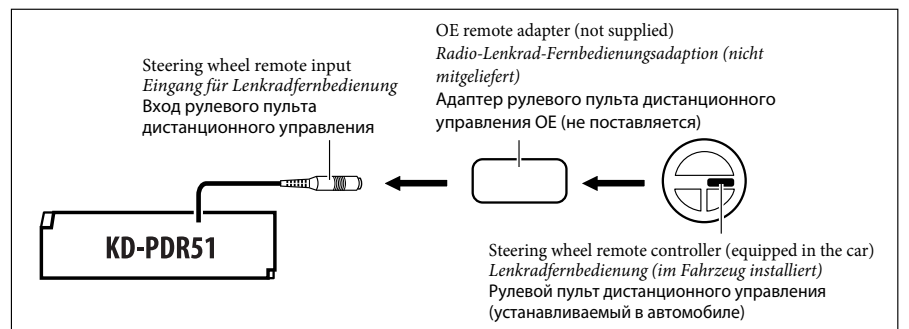 OE remote adapter (not supplied)
Radio-Lenkrad-Fernbedienungsadaption (nicht
mitgeliefert)
Адаптер рулевого пульта дистанционного
управления OE (не поставляется)
Steering wheel remote input
Eingang für Lenkradfernbedienung
Вход рулевого пульта
дистанционного управления
KD-PDR51
Steering wheel remote controller (equipped in the car)
Lenkradfernbedienung (im Fahrzeug installiert)
Рулевой пульт дистанционного управления
(устанавливаемый в автомобиле)